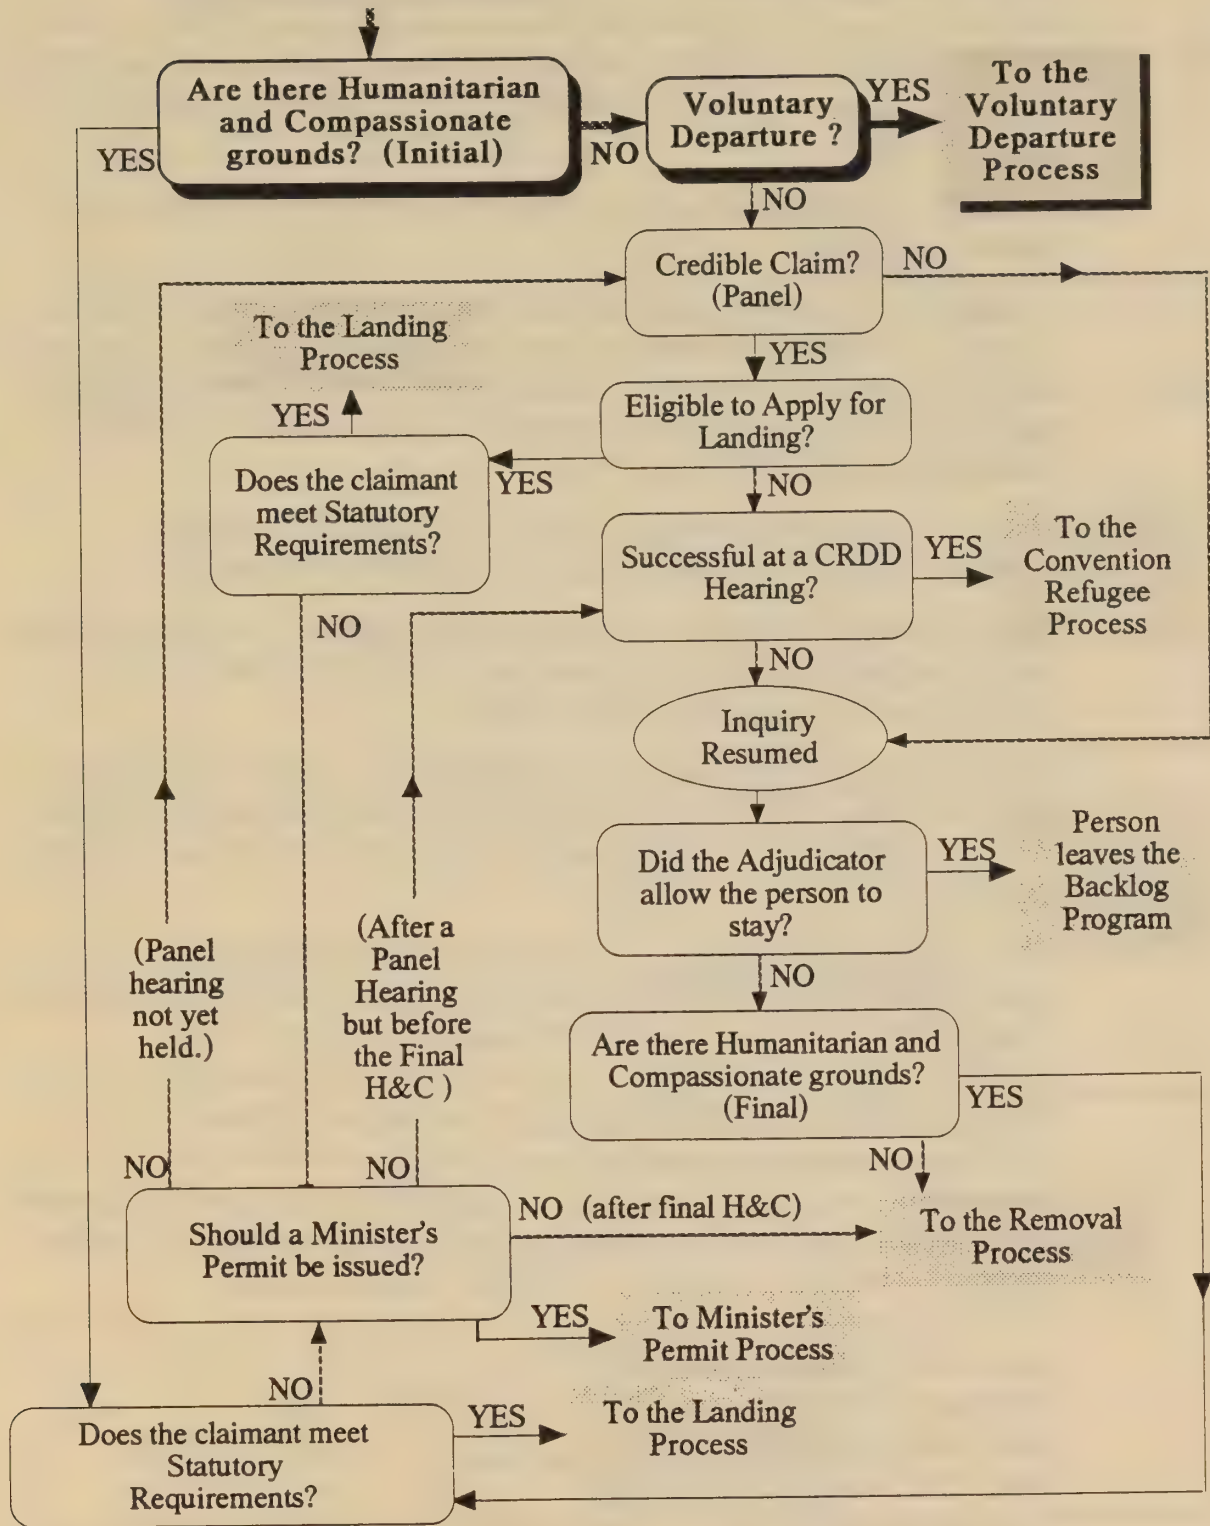 Are there Humanitarian
and Compassionate
grounds? (Initial)
YES
NO
Voluntary
Departure ?
YES
To the
Voluntary
Departure
Process
NO
Credible Claim?
(Panel)
NO
YES
To the Landing
Process
YES
Eligible to Apply for
Landing?
YES
NO
Does the claimant
meet Statutory
Requirements?
NO
Successful at a CRDD
Hearing?
YES
To the
Convention
Refugee
Process
NO
Inquiry
Resumed
Did the Adjudicator
allow the person to
stay?
YES
Person
leaves the
Backlog
Program
NO
(Panel
hearing
not yet
held.)
(After a
Panel
Hearing
but before
the Final
H&C )
Are there Humanitarian and
Compassionate grounds?
(Final)
YES
NO
NO
NO
Should a Minister's
Permit be issued?
NO (after final H&C)
To the Removal
Process
YES
To Minister's
Permit Process
NO
Does the claimant meet
Statutory
Requirements?
YES
To the Landing
Process